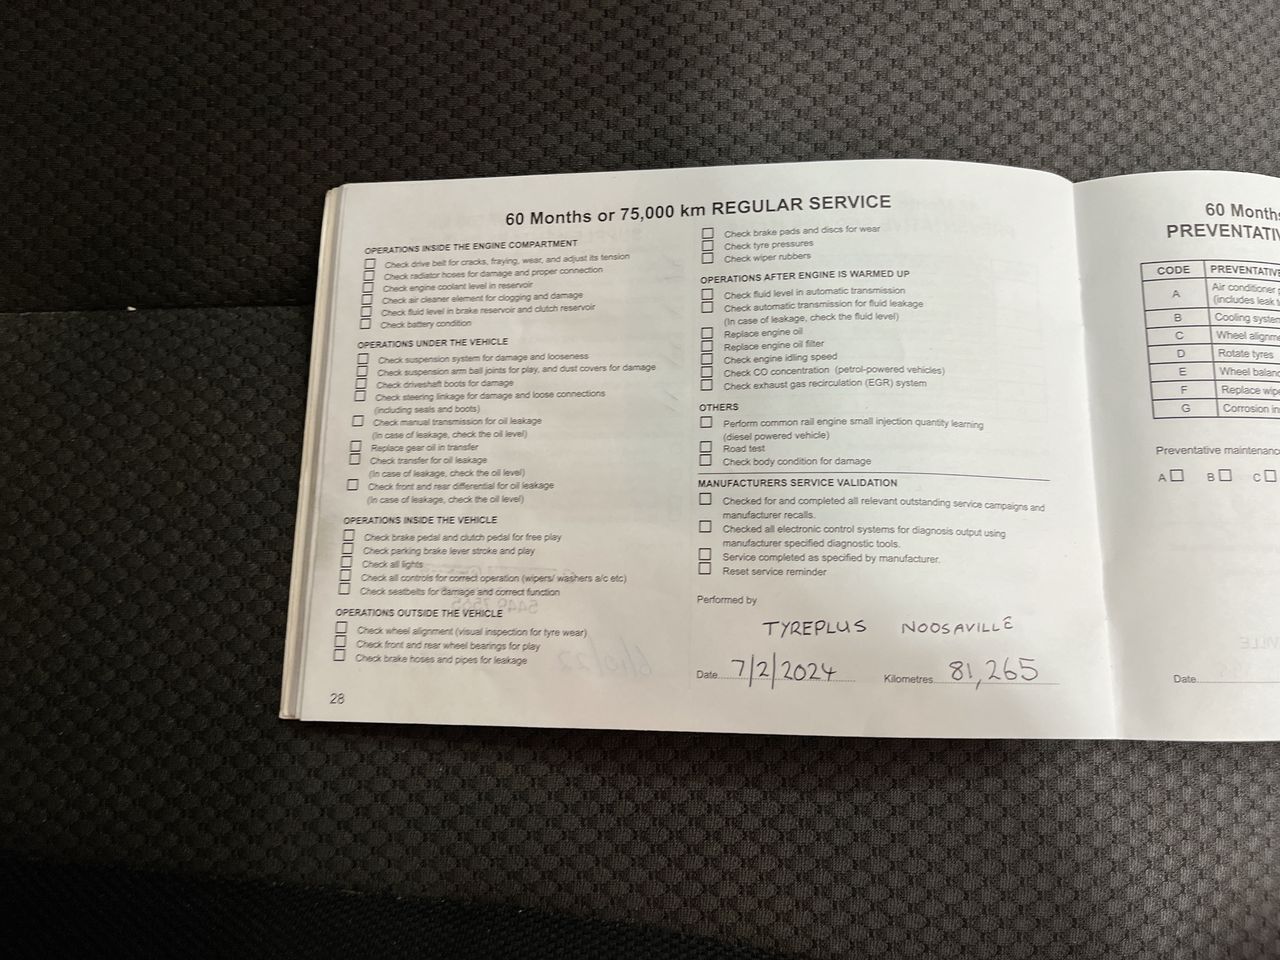 60 Months or 75,000 km REGULAR SERVICE
OPERATIONS INSIDE THE ENGINE COMPARTMENT
Check drive belt for cracks, fraying, wear, and adjust its tension
Check radiator hoses for damage and proper connection
Check engine coolant level in reservoir
Check air cleaner element for clogging and damage
Check fluid level in brake reservoir and clutch reservoir
Check battery condition
OPERATIONS UNDER THE VEHICLE
Check suspension system for damage and looseness
Check suspension arm ball joints for play, and dust covers for damage
Check driveshaft boots for damage
Check steering linkage for damage and loose connections
(including seals and boots)
Check manual transmission for oil leakage
(In case of leakage, check the oil level)
Replace gear oil in transfer
Check transfer for oil leakage
(In case of leakage, check the oil level)
Check front and rear differential for oil leakage
(In case of leakage, check the oil level)
OPERATIONS INSIDE THE VEHICLE
Check brake pedal and clutch pedal for free play
Check parking brake lever stroke and play
Check all lights
Check all controls for correct operation (wipers/ washers a/c etc)
Check seatbelts for damage and correct function
OPERATIONS OUTSIDE THE VEHICLE
Check wheel alignment (visual inspection for tyre wear)
Check front and rear wheel bearings for play
Check brake hoses and pipes for leakage
28
Check brake pads and discs for wear
Check tyre pressures
Check wiper rubbers
OPERATIONS AFTER ENGINE IS WARMED UP
Check fluid level in automatic transmission
Check automatic transmission for fluid leakage
(In case of leakage, check the fluid level)
Replace engine oil
Replace engine oil filter
Check engine idling speed
Check CO concentration (petrol-powered vehicles)
Check exhaust gas recirculation (EGR) system
OTHERS
Perform common rail engine small injection quantity learning
(diesel powered vehicle)
Road test
Check body condition for damage
MANUFACTURERS SERVICE VALIDATION
Checked for and completed all relevant outstanding service campaigns and
manufacturer recalls.
Checked all electronic control systems for diagnosis output using
manufacturer specified diagnostic tools.
Service completed as specified by manufacturer.
Reset service reminder
Performed by
TYREPLUS NOOSAVILLE
Date 7/2/2024 Kilometres 81,265
60 Month
PREVENTATIV
CODE PREVENTATIVE
A Air conditioner
(includes leak
B Cooling system
C Wheel alignme
D Rotate tyres
E Wheel balanc
F Replace wipe
G Corrosion in
Preventative maintenanc
A B C
Date